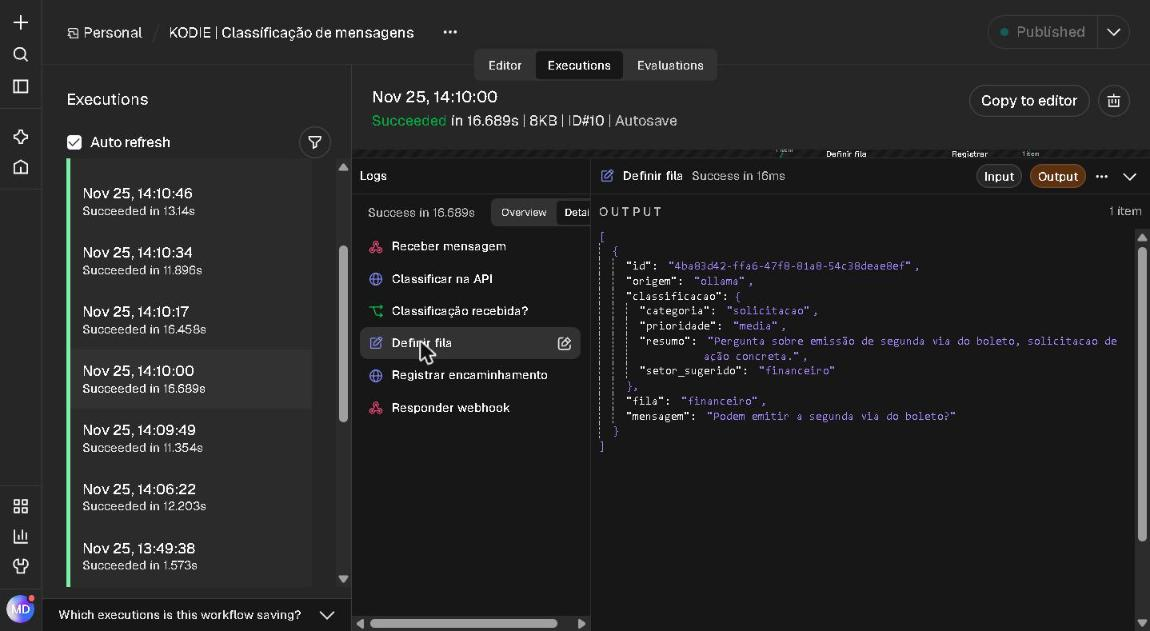 Personal / KODIE | Classificação de mensagens ...
Published
Editor Executions Evaluations
Executions
Auto refresh
Nov 25, 14:10:46
Succeeded in 13.14s
Nov 25, 14:10:34
Succeeded in 11.896s
Nov 25, 14:10:17
Succeeded in 16.458s
Nov 25, 14:10:00
Succeeded in 16.689s
Nov 25, 14:09:49
Succeeded in 11.354s
Nov 25, 14:06:22
Succeeded in 12.203s
Nov 25, 13:49:38
Succeeded in 1.573s
Which executions is this workflow saving?
MD
Nov 25, 14:10:00
Succeeded in 16.689s | 8KB | ID#10 | Autosave
Copy to editor
1 item Definir fila Registrar 1 item
Logs
Success in 16.689s Overview Detai
Receber mensagem
Classificar na API
Classificação recebida?
Definir fila
Registrar encaminhamento
Responder webhook
Definir fila Success in 16ms Input Output ...
OUTPUT 1 item
[
{
"id": "4ba83d42-ffa6-47f8-81a8-54c38deae8ef",
"origem": "ollama",
"classificacao": {
"categoria": "solicitacao",
"prioridade": "media",
"resumo": "Pergunta sobre emissão de segunda via do boleto, solicitacao de
ação concreta.",
"setor_sugerido": "financeiro"
},
"fila": "financeiro",
"mensagem": "Podem emitir a segunda via do boleto?"
}
]